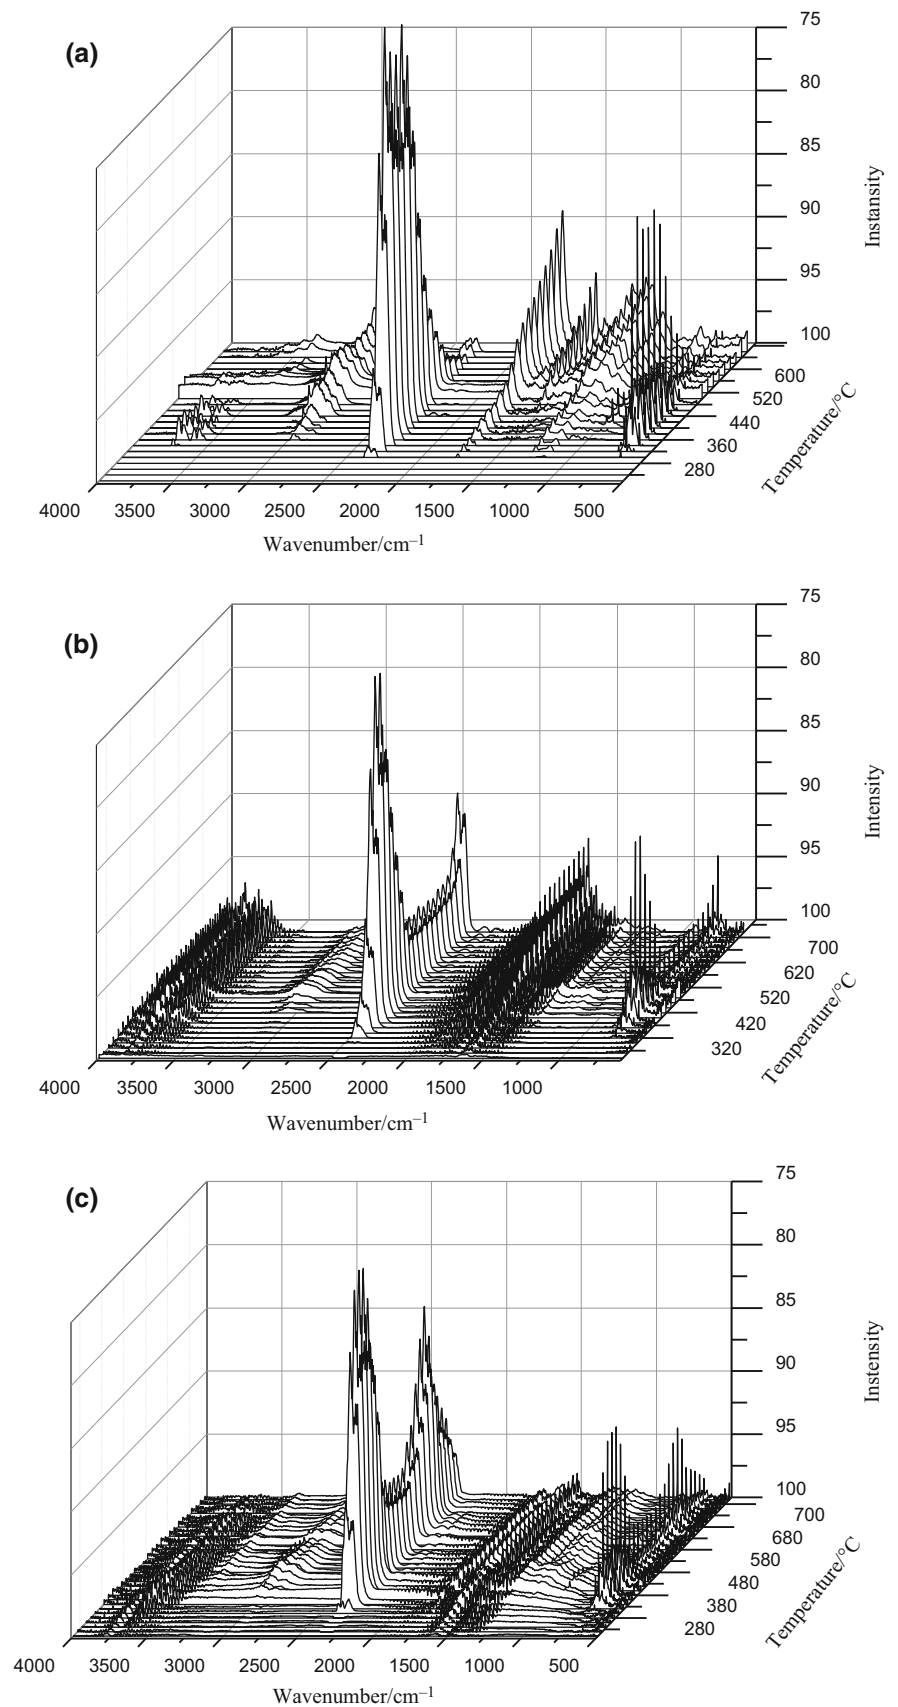 (a)
75
80
85
90
95
100
Instansity
600
520
440
360
280
Temperature/°C
4000 3500 3000 2500 2000 1500 1000 500
Wavenumber/cm–1
(b)
75
80
85
90
95
100
Intensity
700
620
520
420
320
Temperature/°C
4000 3500 3000 2500 2000 1500 1000
Wavenumber/cm–1
(c)
75
80
85
90
95
100
Instensity
700
680
580
480
380
280
Temperature/°C
4000 3500 3000 2500 2000 1500 1000 500
Wavenumber/cm–1